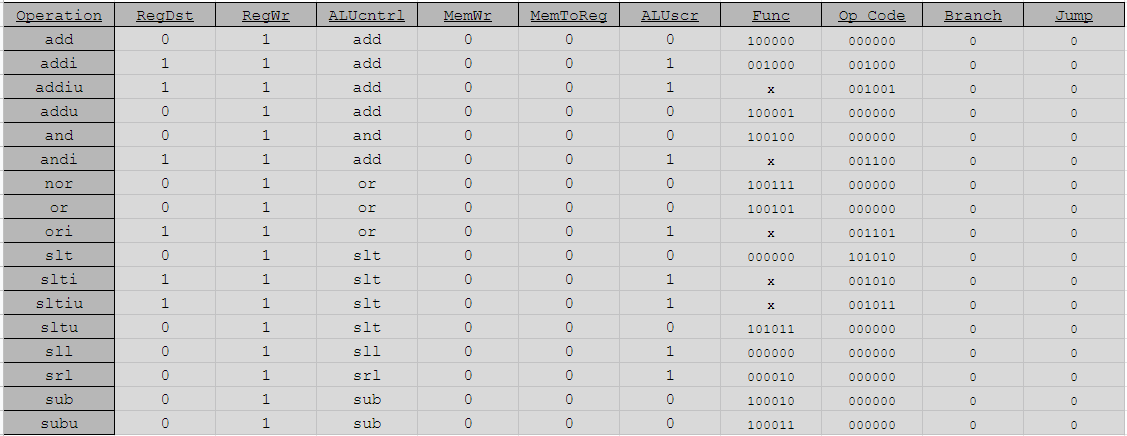 Operation RegDst RegWr ALUcntrl MemWr MemToReg ALUscr Func Op Code Branch Jump
add 0 1 add 0 0 0 100000 000000 0 0
addi 1 1 add 0 0 1 001000 001000 0 0
addiu 1 1 add 0 0 1 x 001001 0 0
addu 0 1 add 0 0 0 100001 000000 0 0
and 0 1 and 0 0 0 100100 000000 0 0
andi 1 1 add 0 0 1 x 001100 0 0
nor 0 1 or 0 0 0 100111 000000 0 0
or 0 1 or 0 0 0 100101 000000 0 0
ori 1 1 or 0 0 1 x 001101 0 0
slt 0 1 slt 0 0 0 000000 101010 0 0
slti 1 1 slt 0 0 1 x 001010 0 0
sltiu 1 1 slt 0 0 1 x 001011 0 0
sltu 0 1 slt 0 0 0 101011 000000 0 0
sll 0 1 sll 0 0 1 000000 000000 0 0
srl 0 1 srl 0 0 1 000010 000000 0 0
sub 0 1 sub 0 0 0 100010 000000 0 0
subu 0 1 sub 0 0 0 100011 000000 0 0